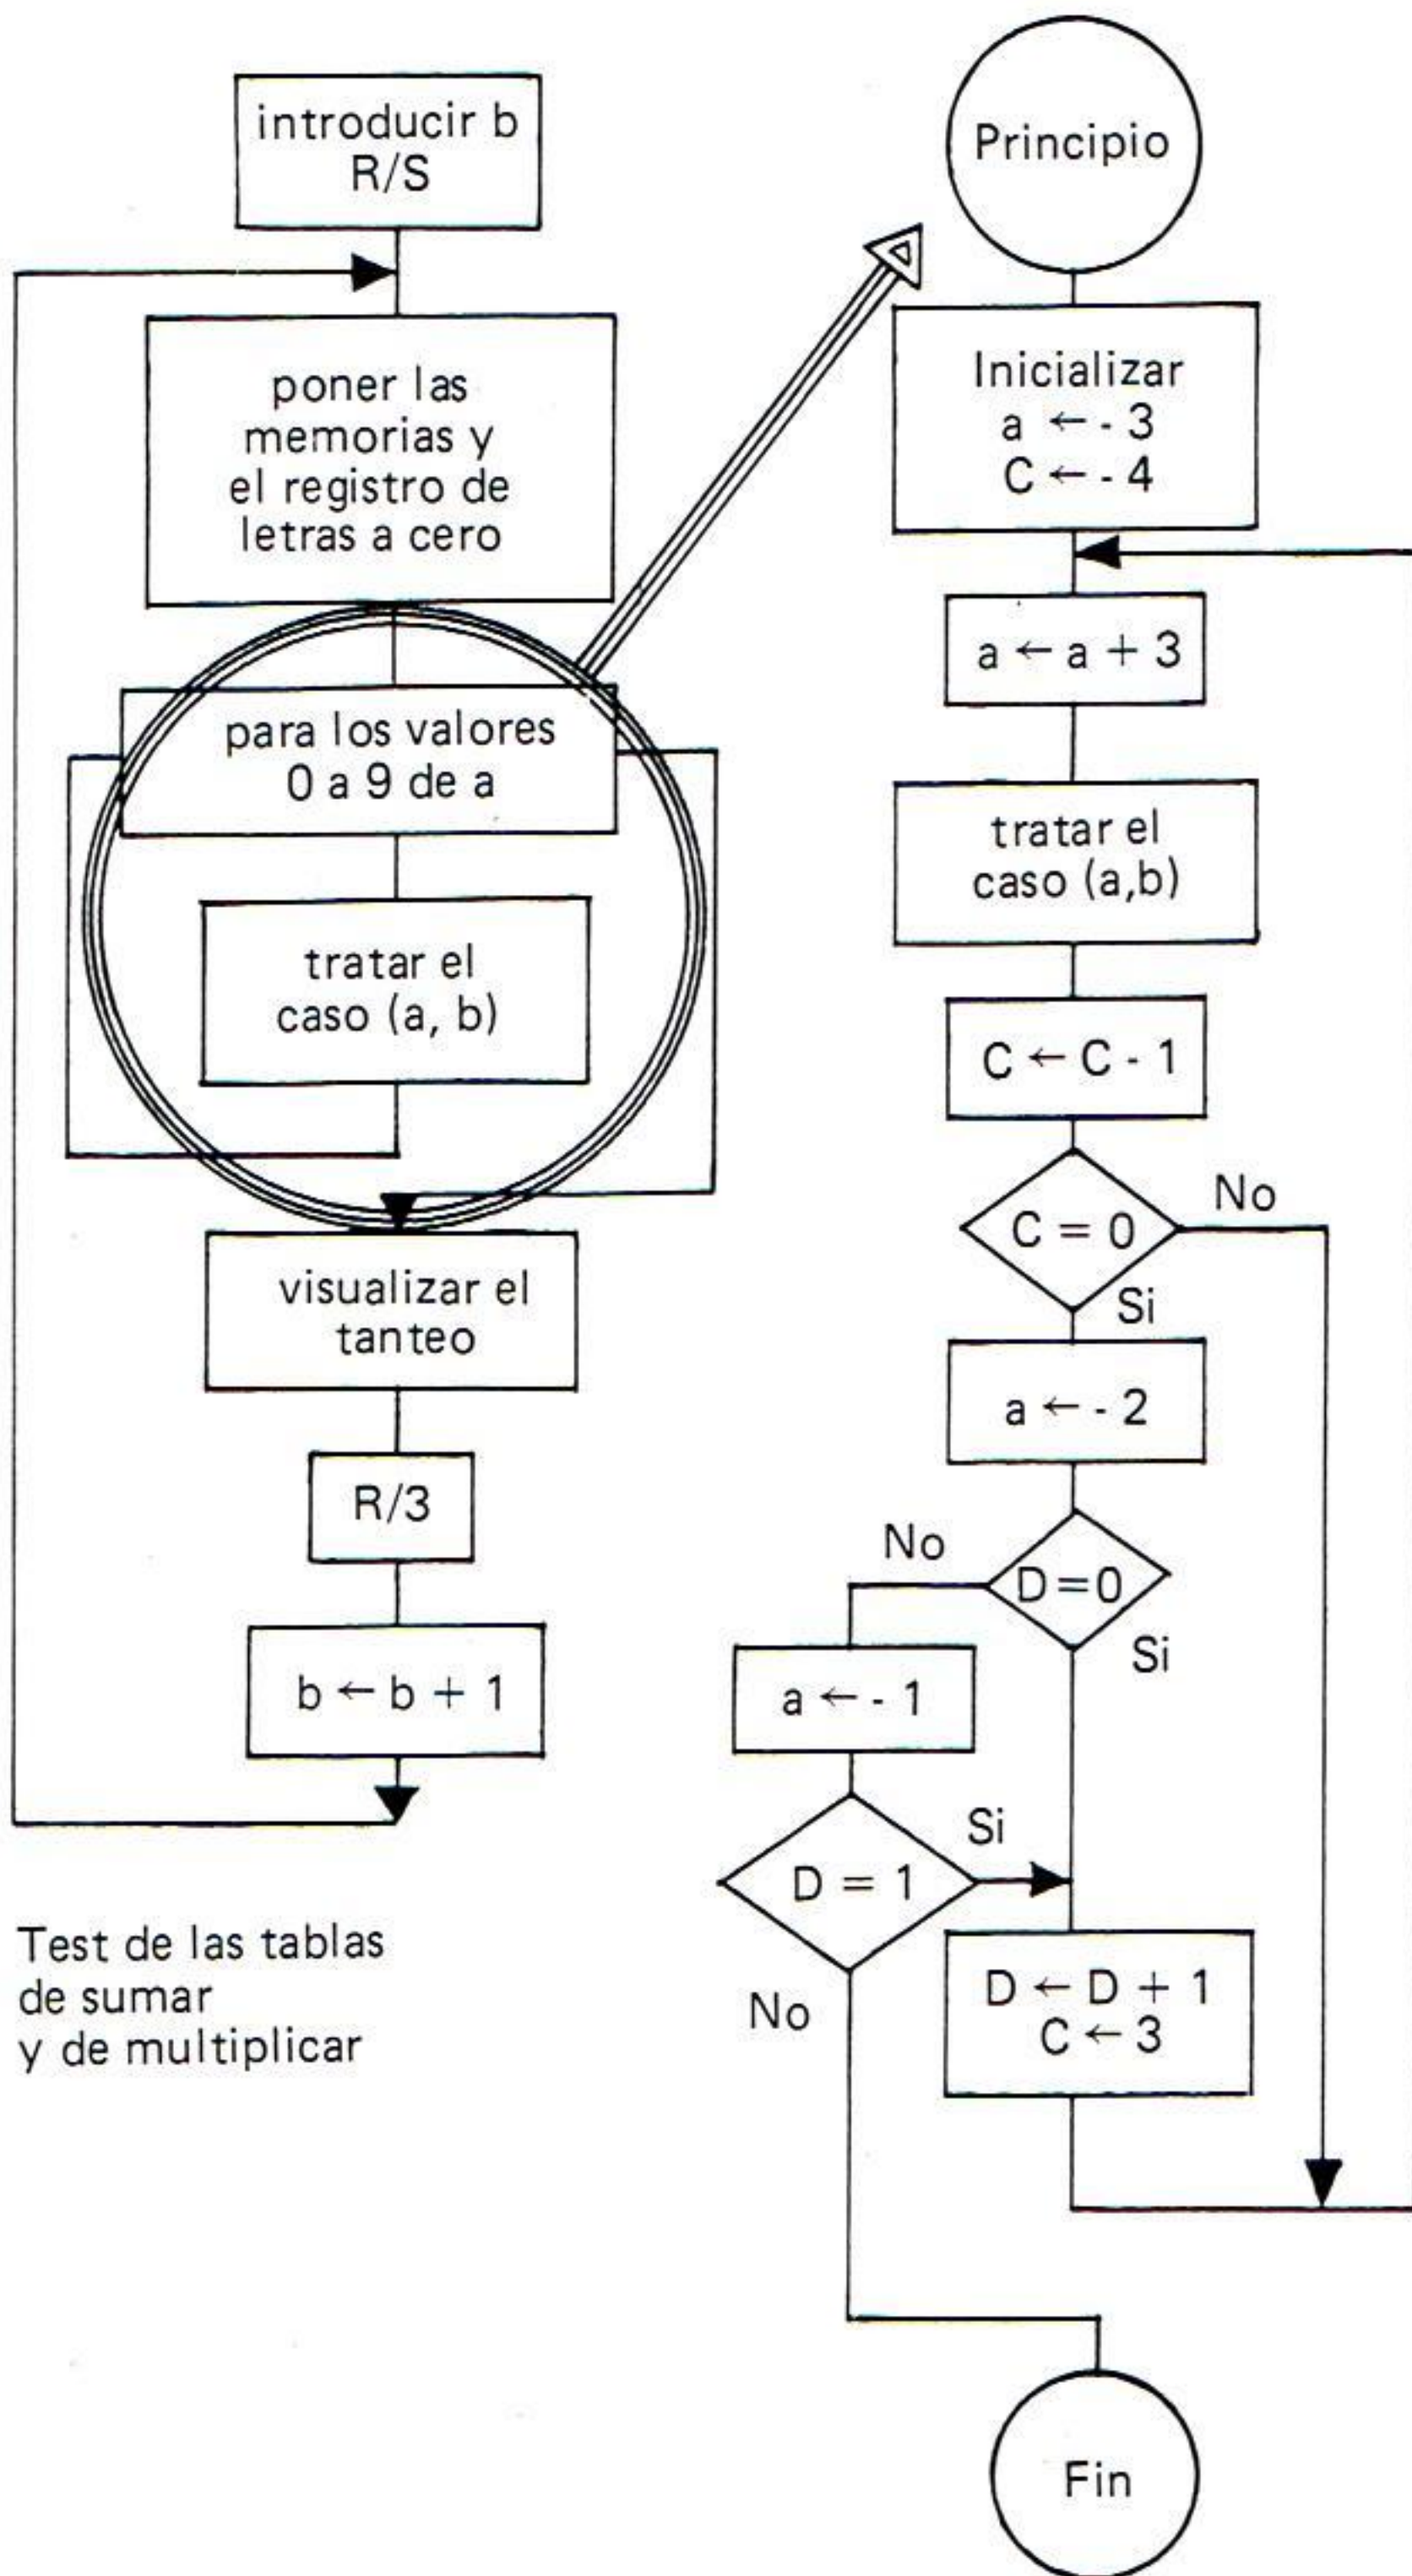 introducir b
R/S
poner las
memorias y
el registro de
letras a cero
para los valores
0 a 9 de a
tratar el
caso (a, b)
visualizar el
tanteo
R/3
b ← b + 1
Test de las tablas
de sumar
y de multiplicar
Principio
Inicializar
a ← - 3
C ← - 4
a ← a + 3
tratar el
caso (a,b)
C ← C - 1
C = 0
No
Si
a ← - 2
D=0
No
Si
a ← - 1
D = 1
Si
No
D ← D + 1
C ← 3
Fin